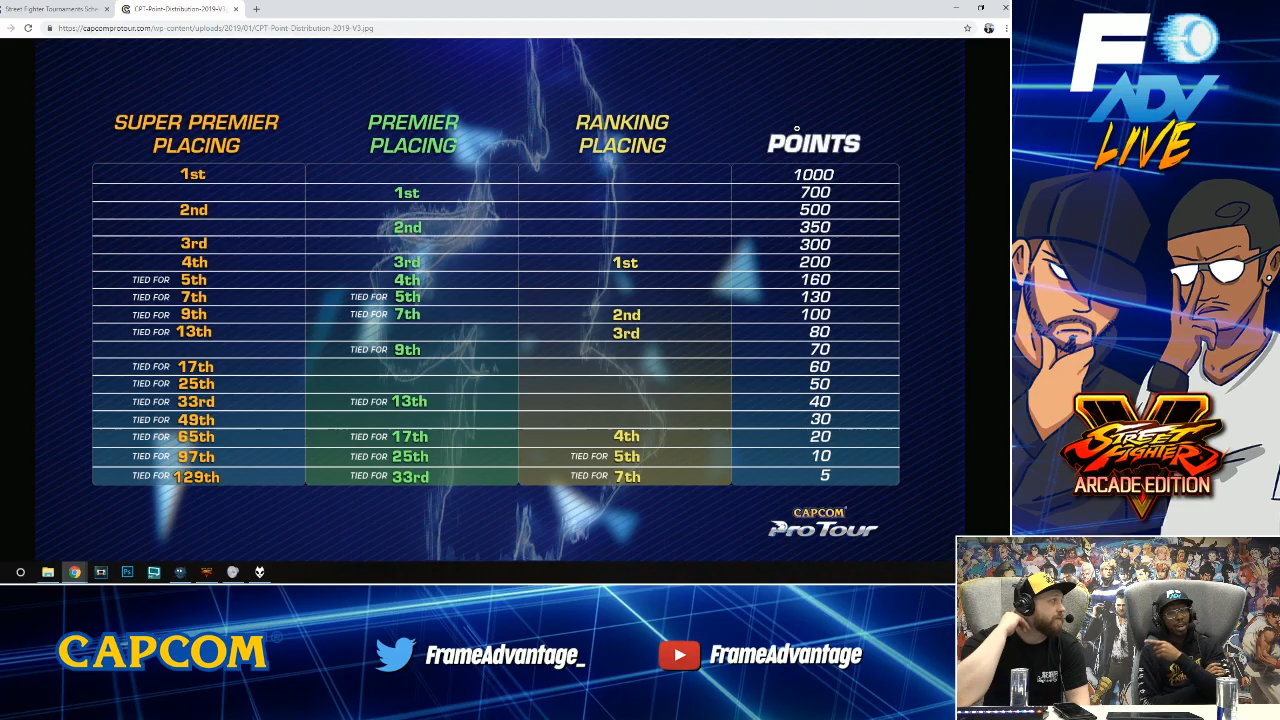 Street Fighter Tournaments Sche
CPT-Point-Distribution-2019-V3.
https://capcomprotour.com/wp-content/uploads/2019/01/CPT-Point-Distribution-2019-V3.jpg
SUPER PREMIER PLACING
PREMIER PLACING
RANKING PLACING
POINTS
1st 1000
1st 700
2nd 500
2nd 350
3rd 300
4th 3rd 1st 200
TIED FOR 5th 4th 160
TIED FOR 7th TIED FOR 5th 130
TIED FOR 9th TIED FOR 7th 2nd 100
TIED FOR 13th 3rd 80
TIED FOR 9th 70
TIED FOR 17th 60
TIED FOR 25th 50
TIED FOR 33rd TIED FOR 13th 40
TIED FOR 49th 30
TIED FOR 65th TIED FOR 17th 4th 20
TIED FOR 97th TIED FOR 25th TIED FOR 5th 10
TIED FOR 129th TIED FOR 33rd TIED FOR 7th 5
CAPCOM
Pro Tour
F
ADV
LIVE
V
STREET FIGHTER
ARCADE EDITION
CAPCOM®
FrameAdvantage_
FrameAdvantage